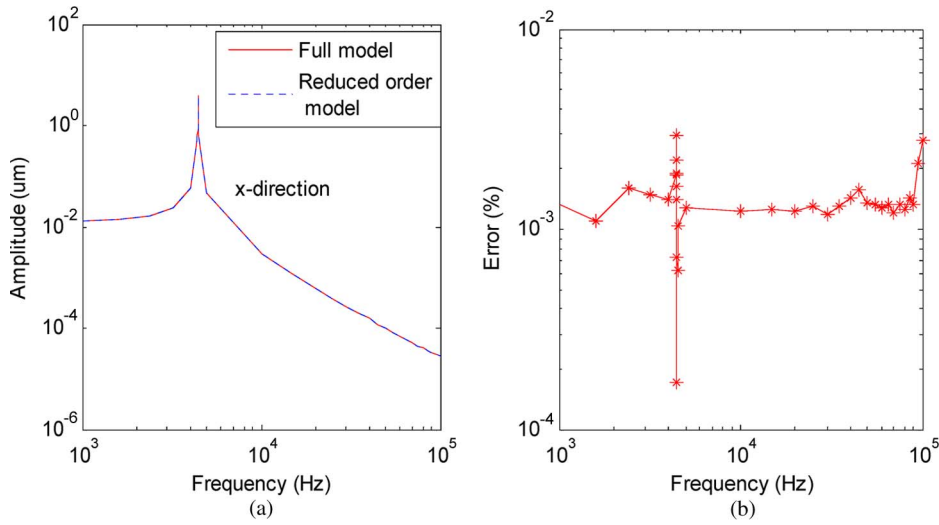 10^2
10^0
10^-2
10^-4
10^-6
Amplitude (um)
Full model
Reduced order
model
x-direction
10^3
10^4
10^5
Frequency (Hz)
(a)
10^-2
10^-3
10^-4
Error (%)
10^3
10^4
10^5
Frequency (Hz)
(b)